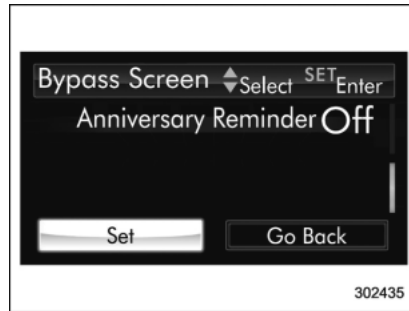 Bypass Screen Select SET Enter
Anniversary Reminder Off
Set Go Back
302435